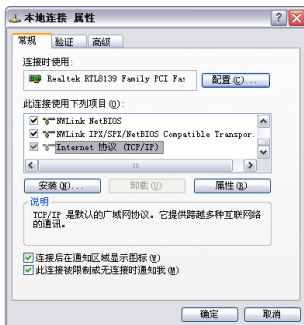 本地连接 属性
常规 验证 高级
连接时使用:
Realtek RTL8139 Family PCI Fas
配置(C)...
此连接使用下列项目(O):
NWLink NetBIOS
NWLink IPX/SPX/NetBIOS Compatible Transpor.
Internet 协议 (TCP/IP)
安装(N)... 卸载(U) 属性(R)
说明
TCP/IP 是默认的广域网协议。它提供跨越多种互联网络
的通讯。
连接后在通知区域显示图标(W)
此连接被限制或无连接时通知我(M)
确定 取消